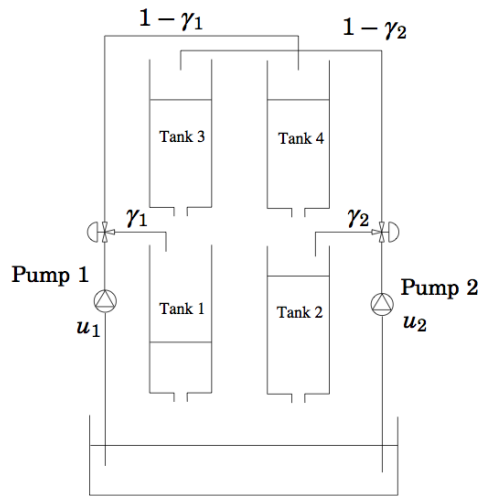 1 − γ₁
1 − γ₂
Tank 3
Tank 4
γ₁
γ₂
Pump 1
Pump 2
Tank 1
Tank 2
u₁
u₂